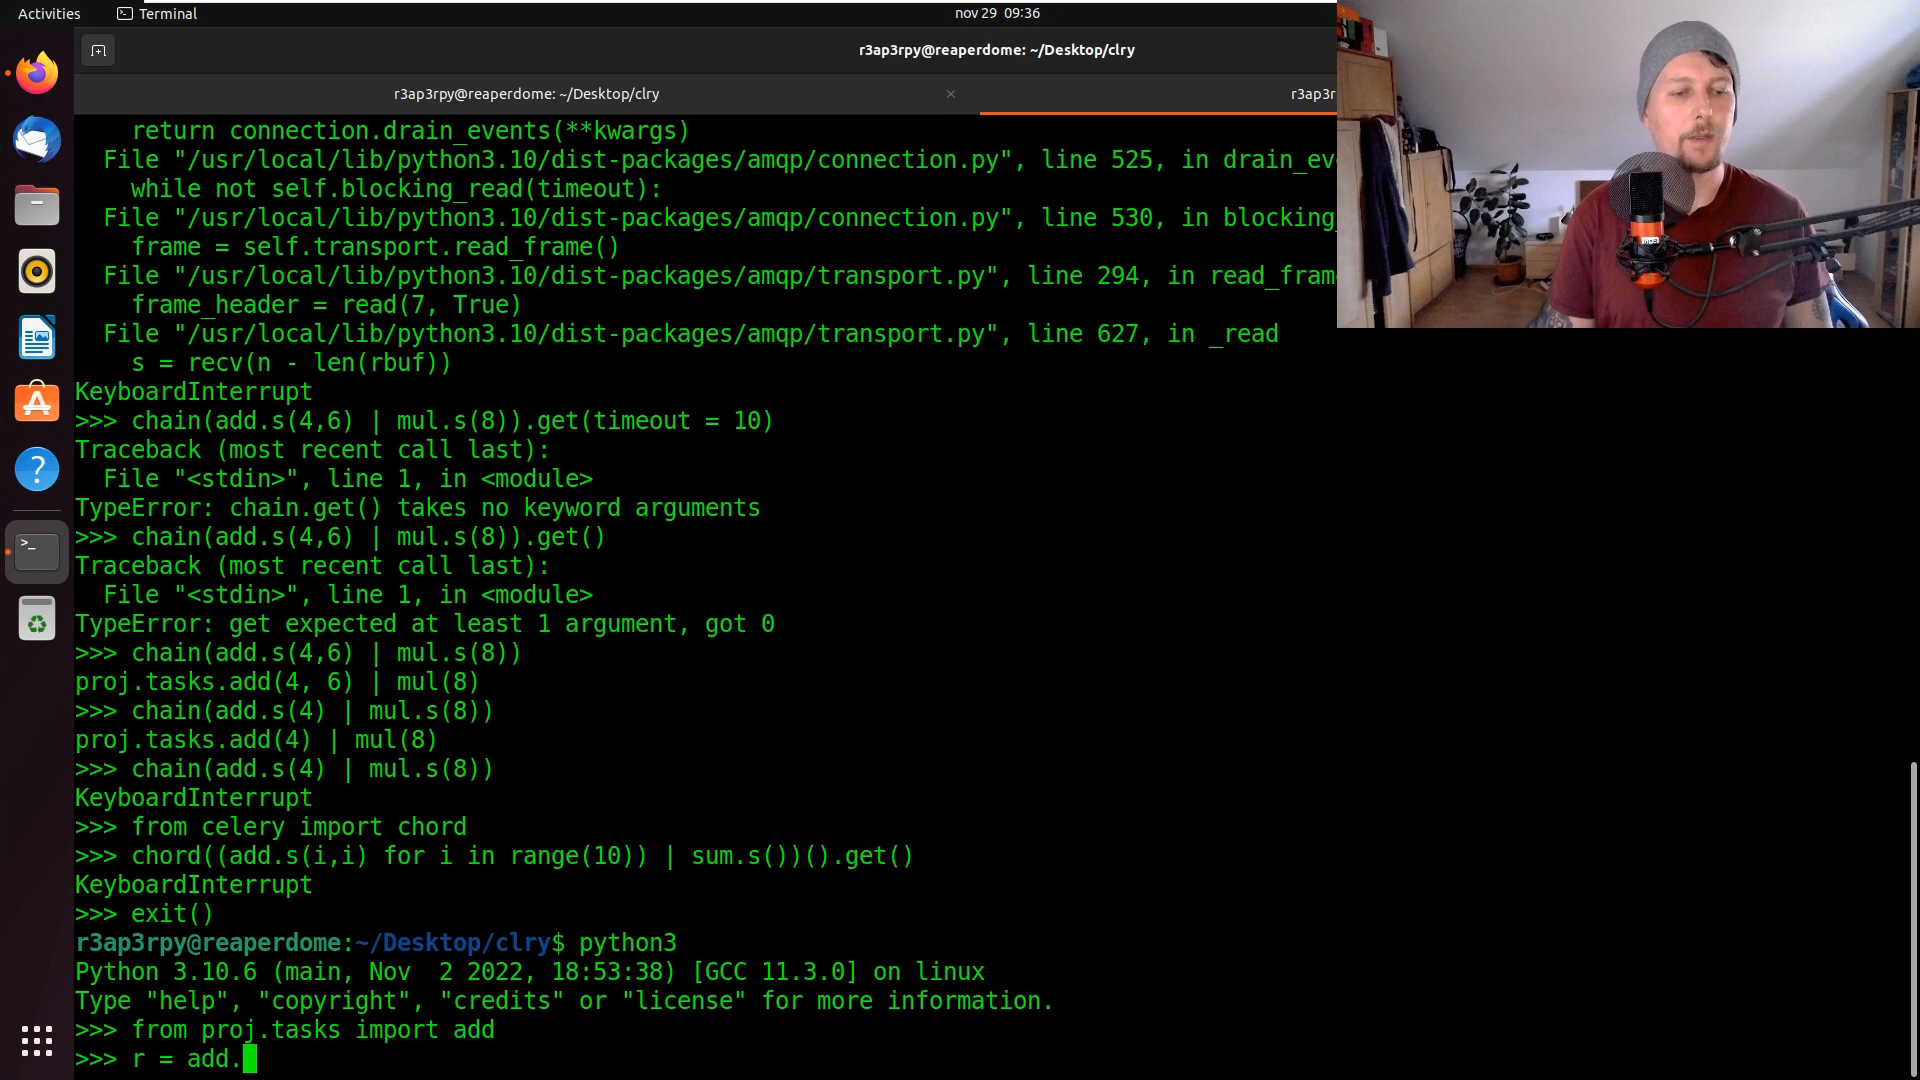 Activities
Terminal
nov 29 09:36
r3ap3rpy@reaperdome: ~/Desktop/clry
r3ap3rpy@reaperdome: ~/Desktop/clry
r3ap3r
return connection.drain_events(**kwargs)
File "/usr/local/lib/python3.10/dist-packages/amqp/connection.py", line 525, in drain_ev
while not self.blocking_read(timeout):
File "/usr/local/lib/python3.10/dist-packages/amqp/connection.py", line 530, in blocking_
frame = self.transport.read_frame()
File "/usr/local/lib/python3.10/dist-packages/amqp/transport.py", line 294, in read_fram
frame_header = read(7, True)
File "/usr/local/lib/python3.10/dist-packages/amqp/transport.py", line 627, in _read
s = recv(n - len(rbuf))
KeyboardInterrupt
>>> chain(add.s(4,6) | mul.s(8)).get(timeout = 10)
Traceback (most recent call last):
File "<stdin>", line 1, in <module>
TypeError: chain.get() takes no keyword arguments
>>> chain(add.s(4,6) | mul.s(8)).get()
Traceback (most recent call last):
File "<stdin>", line 1, in <module>
TypeError: get expected at least 1 argument, got 0
>>> chain(add.s(4,6) | mul.s(8))
proj.tasks.add(4, 6) | mul(8)
>>> chain(add.s(4) | mul.s(8))
proj.tasks.add(4) | mul(8)
>>> chain(add.s(4) | mul.s(8))
KeyboardInterrupt
>>> from celery import chord
>>> chord((add.s(i,i) for i in range(10)) | sum.s())().get()
KeyboardInterrupt
>>> exit()
r3ap3rpy@reaperdome:~/Desktop/clry$ python3
Python 3.10.6 (main, Nov  2 2022, 18:53:38) [GCC 11.3.0] on linux
Type "help", "copyright", "credits" or "license" for more information.
>>> from proj.tasks import add
>>> r = add.